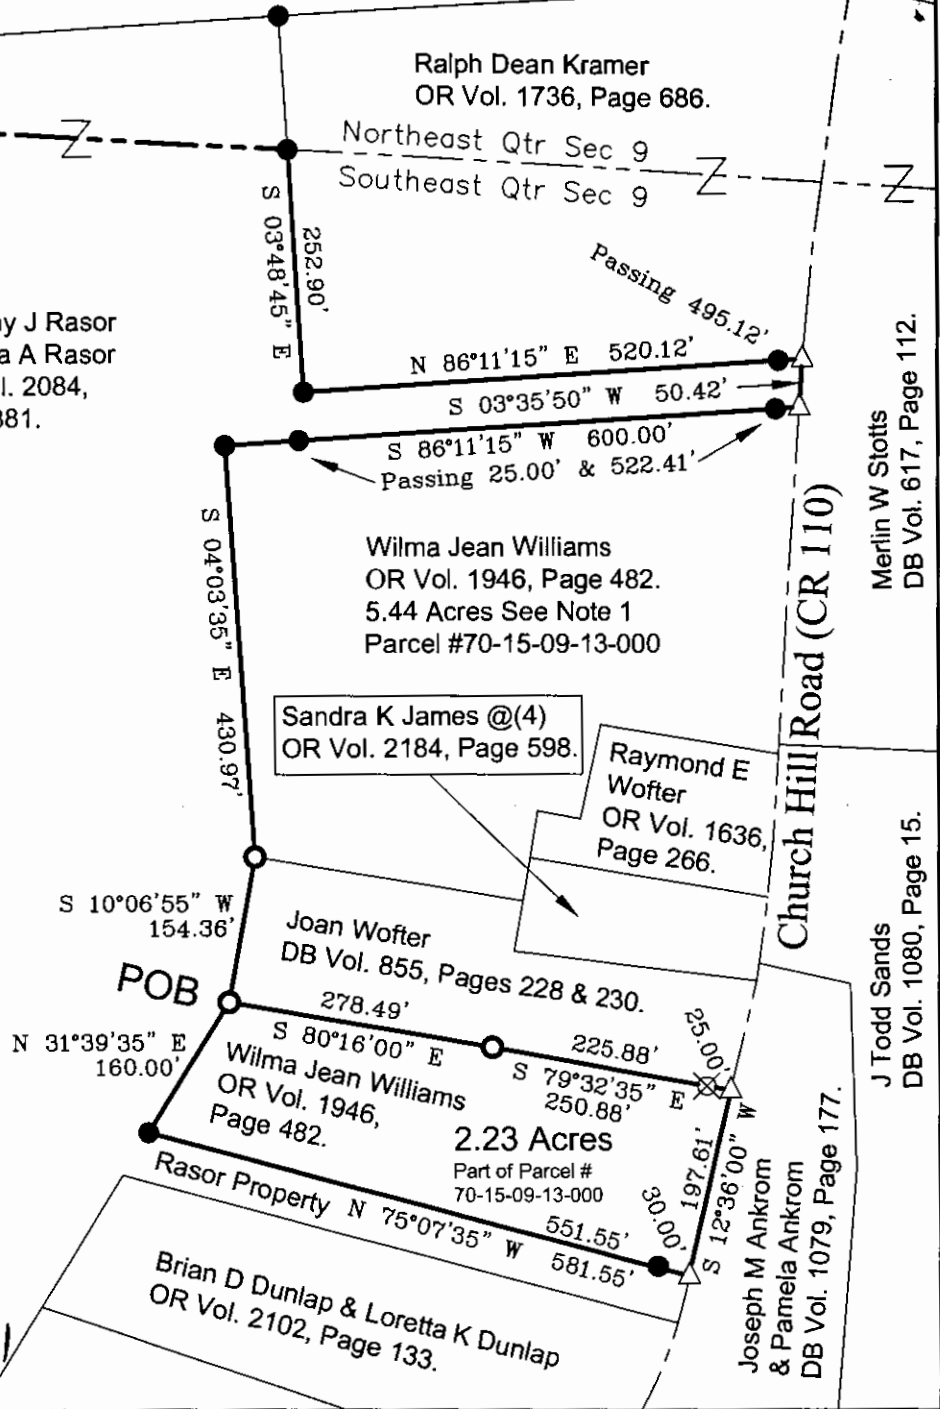 Ralph Dean Kramer
OR Vol. 1736, Page 686.
Northeast Qtr Sec 9
Southeast Qtr Sec 9
Z
Z
Z
S 03°48'45" E
252.90'
Passing 495.12'
J Rasor
A Rasor
2084,
N 86°11'15" E 520.12'
S 03°35'50" W 50.42'
S 86°11'15" W 600.00'
Passing 25.00' & 522.41'
Merlin W Stotts
DB Vol. 617, Page 112.
S 04°03'35" E 430.97'
Wilma Jean Williams
OR Vol. 1946, Page 482.
5.44 Acres See Note 1
Parcel #70-15-09-13-000
Church Hill Road (CR 110)
Sandra K James @(4)
OR Vol. 2184, Page 598.
Raymond E
Wofter
OR Vol. 1636,
Page 266.
J Todd Sands
DB Vol. 1080, Page 15.
S 10°06'55" W
154.36'
Joan Wofter
DB Vol. 855, Pages 228 & 230.
POB
278.49'
S 80°16'00" E
225.88'
S 79°32'35" E
250.88'
25.00'
N 31°39'35" E
160.00'
Wilma Jean Williams
OR Vol. 1946,
Page 482.
2.23 Acres
Part of Parcel #
70-15-09-13-000
197.61'
S 12°36'00" W
30.00'
Rasor Property
N 75°07'35" W
551.55'
581.55'
Joseph M Ankrom
& Pamela Ankrom
DB Vol. 1079, Page 177.
Brian D Dunlap & Loretta K Dunlap
OR Vol. 2102, Page 133.